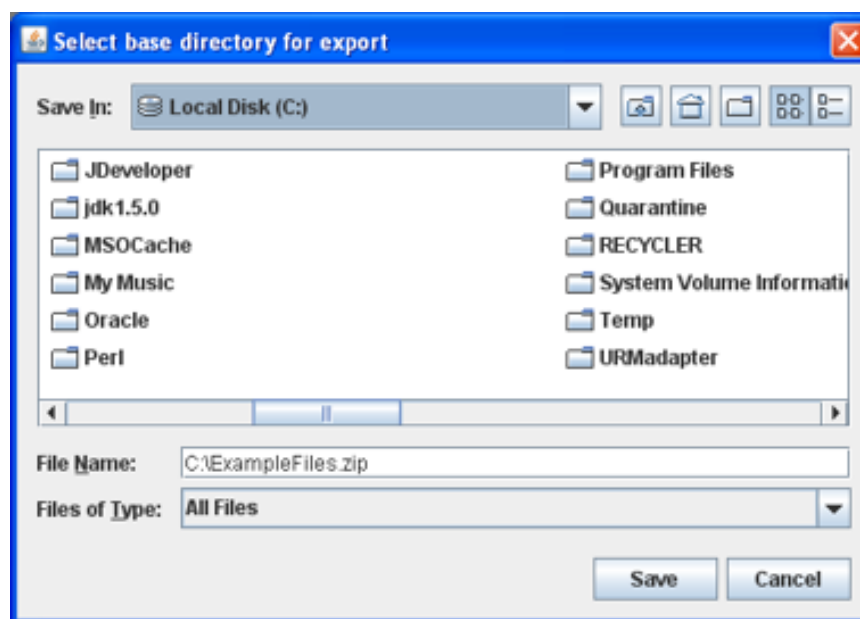 Select base directory for export
Save In: Local Disk (C:)
JDeveloper
jdk1.5.0
MSOCache
My Music
Oracle
Perl
Program Files
Quarantine
RECYCLER
System Volume Informati
Temp
URMadapter
File Name: C:\ExampleFiles.zip
Files of Type: All Files
Save Cancel